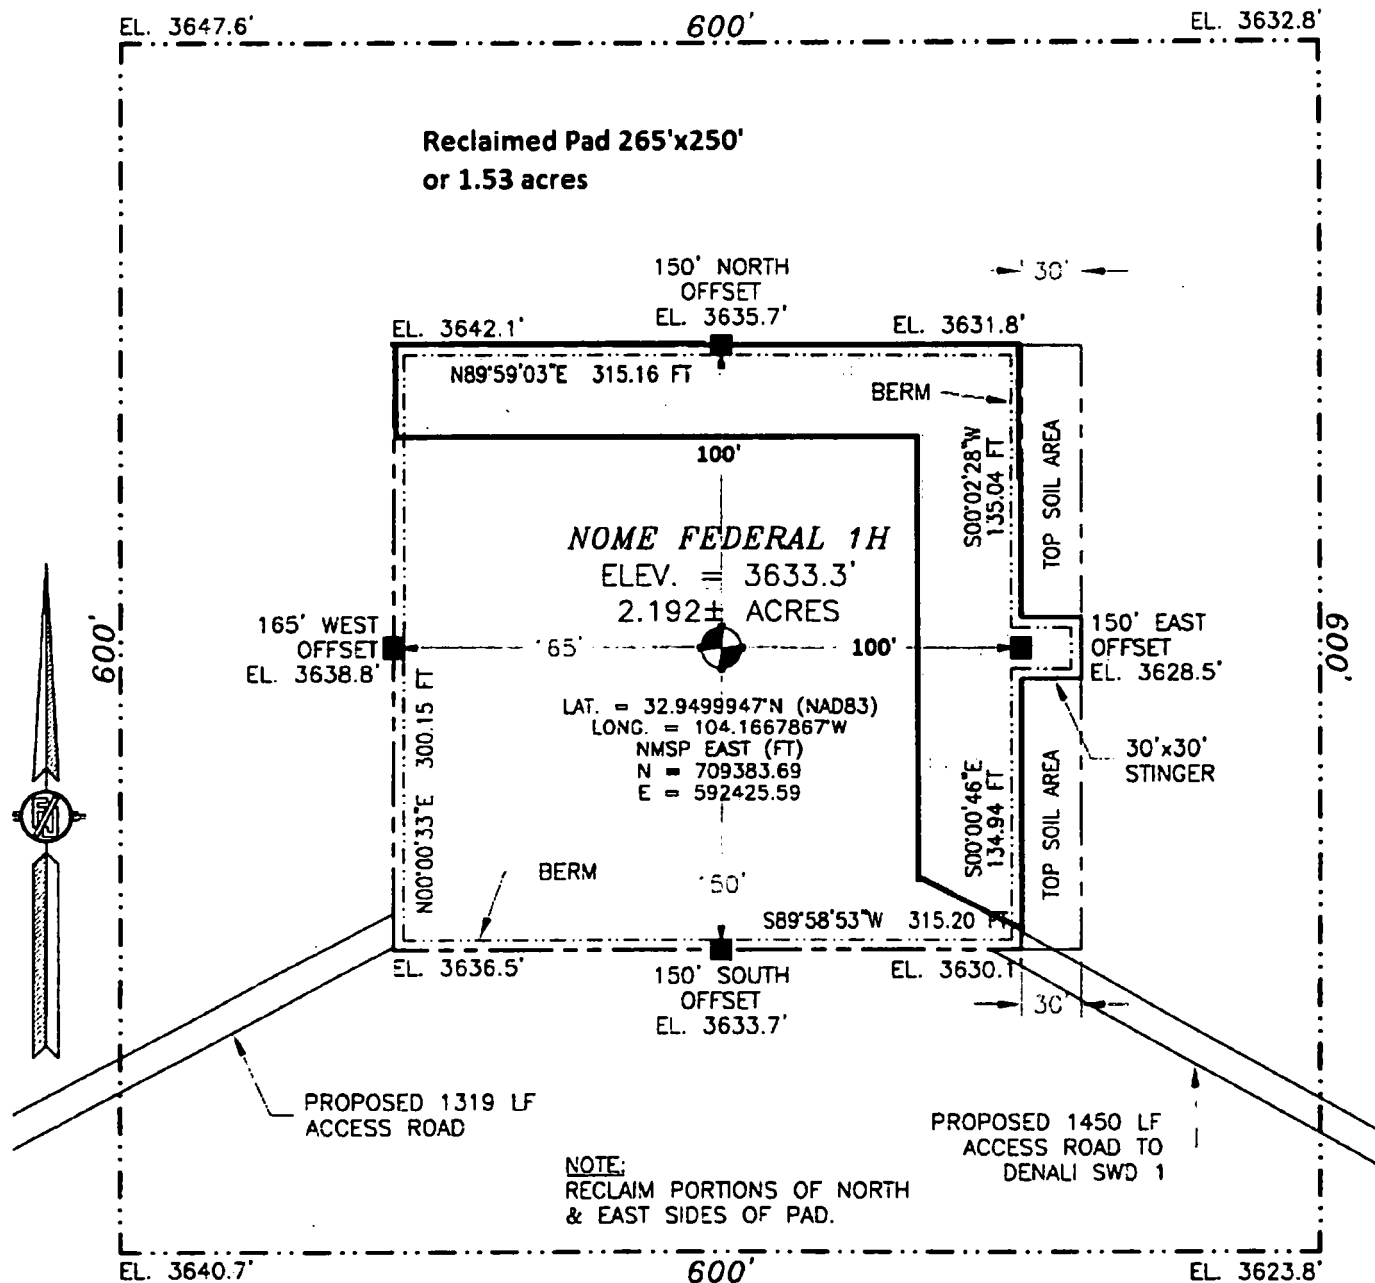 EL. 3647.6'
600'
EL. 3632.8'
Reclaimed Pad 265'x250'
or 1.53 acres
150' NORTH
OFFSET
EL. 3635.7'
30'
EL. 3642.1'
EL. 3631.8'
N89°59'03"E 315.16 FT
BERM
S00°02'28"W
135.04 FT
TOP SOIL AREA
100'
NOME FEDERAL 1H
ELEV. = 3633.3'
2.192± ACRES
600'
165' WEST
OFFSET
EL. 3638.8'
65'
100'
150' EAST
OFFSET
EL. 3628.5'
600'
LAT. = 32.9499947°N (NAD83)
LONG. = 104.1667867°W
NMSP EAST (FT)
N = 709383.69
E = 592425.59
30'x30'
STINGER
N00°00'33"E 300.15 FT
S00°00'46"E
134.94 FT
TOP SOIL AREA
BERM
50'
S89°58'53"W 315.20 FT
EL. 3636.5'
150' SOUTH
OFFSET
EL. 3633.7'
EL. 3630.1'
30'
PROPOSED 1319 LF
ACCESS ROAD
PROPOSED 1450 LF
ACCESS ROAD TO
DENALI SWD 1
NOTE:
RECLAIM PORTIONS OF NORTH
& EAST SIDES OF PAD.
EL. 3640.7'
600'
EL. 3623.8'